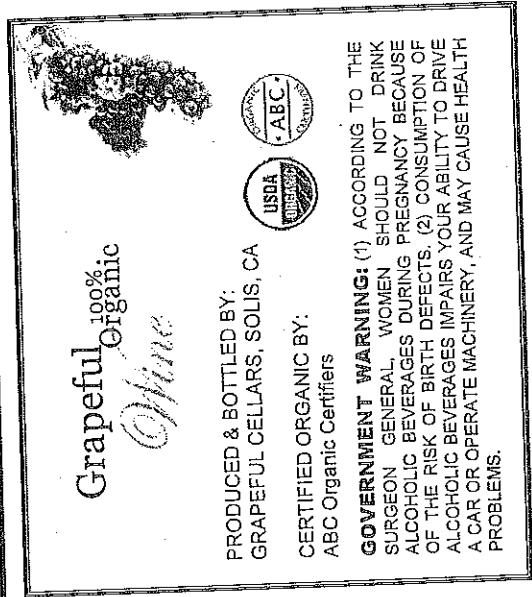 Grapeful 100%
Organic
Wine
PRODUCED & BOTTLED BY:
GRAPEFUL CELLARS, SOLIS, CA
CERTIFIED ORGANIC BY:
ABC Organic Certifiers
USDA
ORGANIC
ORGANIC
ABC
GOVERNMENT WARNING: (1) ACCORDING TO THE
SURGEON GENERAL, WOMEN SHOULD NOT DRINK
ALCOHOLIC BEVERAGES DURING PREGNANCY BECAUSE
OF THE RISK OF BIRTH DEFECTS. (2) CONSUMPTION OF
ALCOHOLIC BEVERAGES IMPAIRS YOUR ABILITY TO DRIVE
A CAR OR OPERATE MACHINERY, AND MAY CAUSE HEALTH
PROBLEMS.